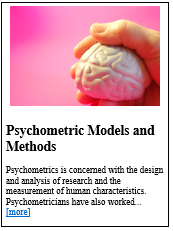 Psychometric Models and
Methods
Psychometrics is concerned with the design
and analysis of research and the
measurement of human characteristics.
Psychometricians have also worked...
[more]